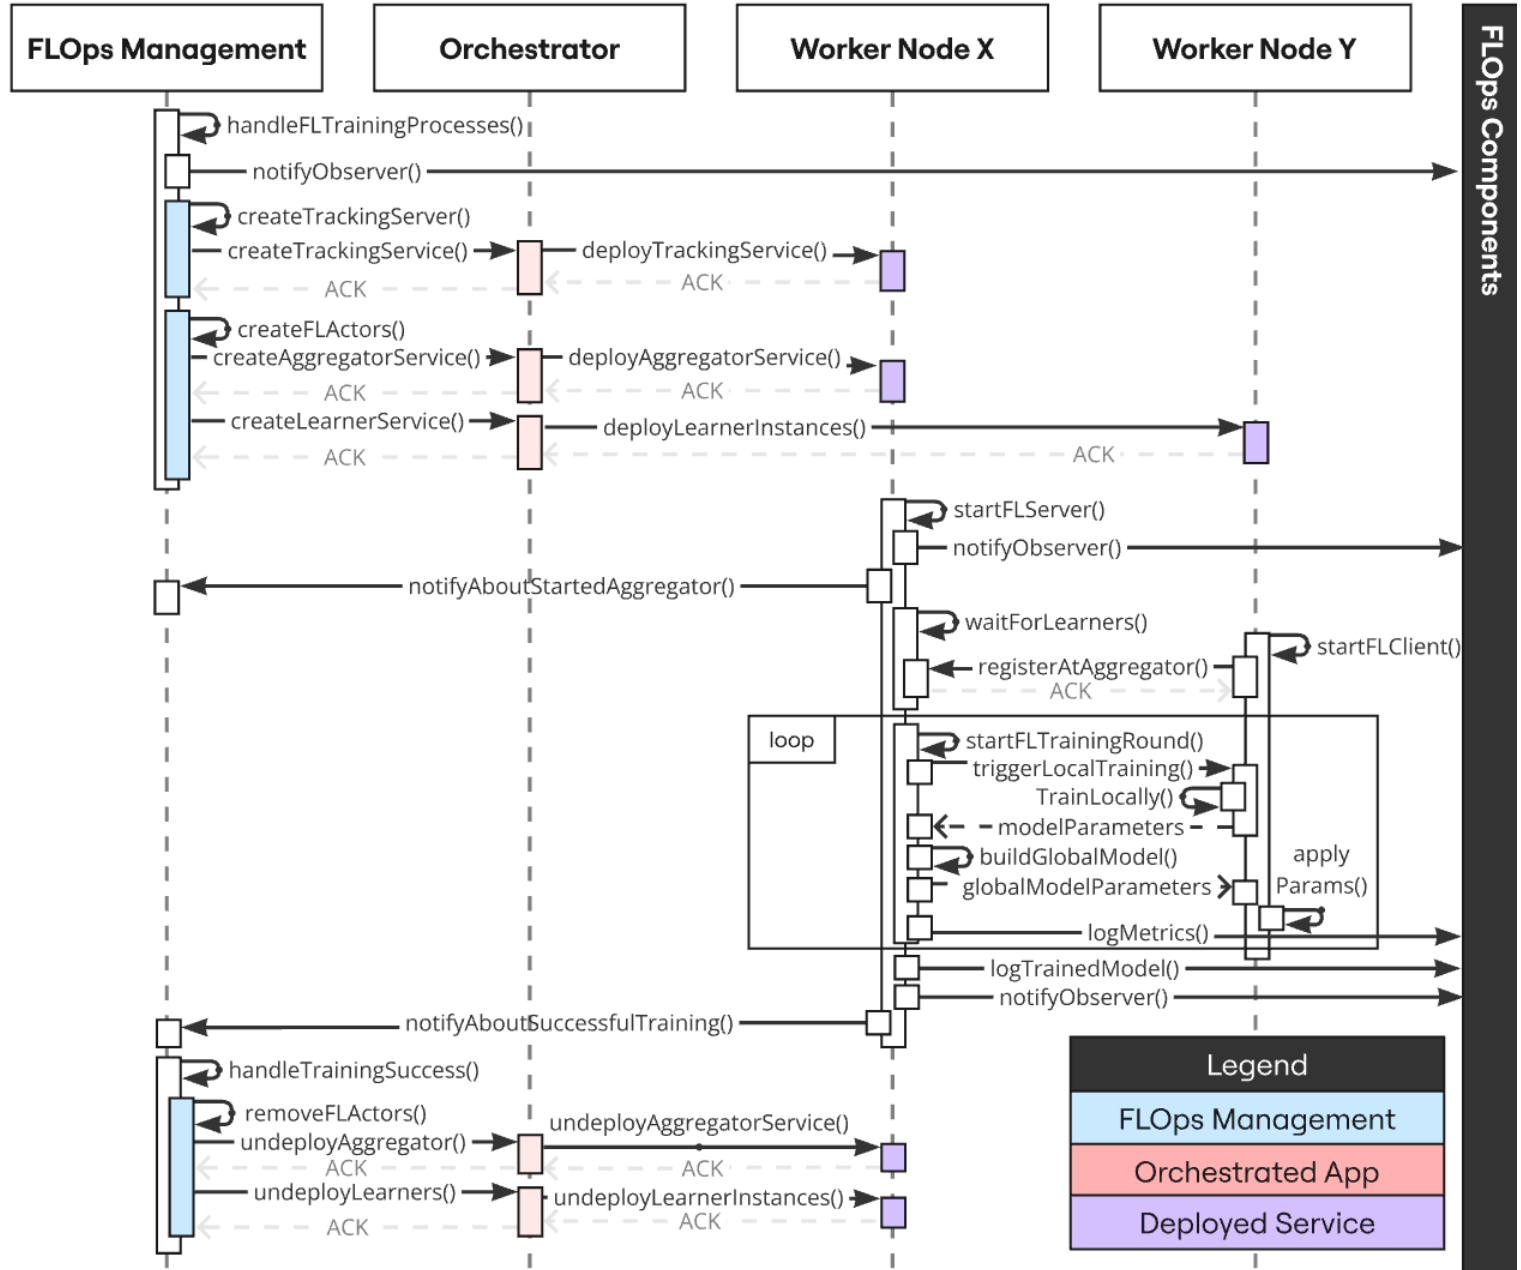 FLOps Management
Orchestrator
Worker Node X
Worker Node Y
FLOps Components
handleFLTrainingProcesses()
notifyObserver()
createTrackingServer()
createTrackingService()
deployTrackingService()
ACK
ACK
createFLActors()
createAggregatorService()
deployAggregatorService()
ACK
ACK
createLearnerService()
deployLearnerInstances()
ACK
ACK
startFLServer()
notifyObserver()
notifyAboutStartedAggregator()
waitForLearners()
startFLClient()
registerAtAggregator()
ACK
loop
startFLTrainingRound()
triggerLocalTraining()
TrainLocally()
modelParameters
buildGlobalModel()
apply
Params()
globalModelParameters
logMetrics()
logTrainedModel()
notifyObserver()
notifyAboutSuccessfulTraining()
handleTrainingSuccess()
removeFLActors()
undeployAggregator()
undeployAggregatorService()
ACK
ACK
undeployLearners()
undeployLearnerInstances()
ACK
ACK
Legend
FLOps Management
Orchestrated App
Deployed Service